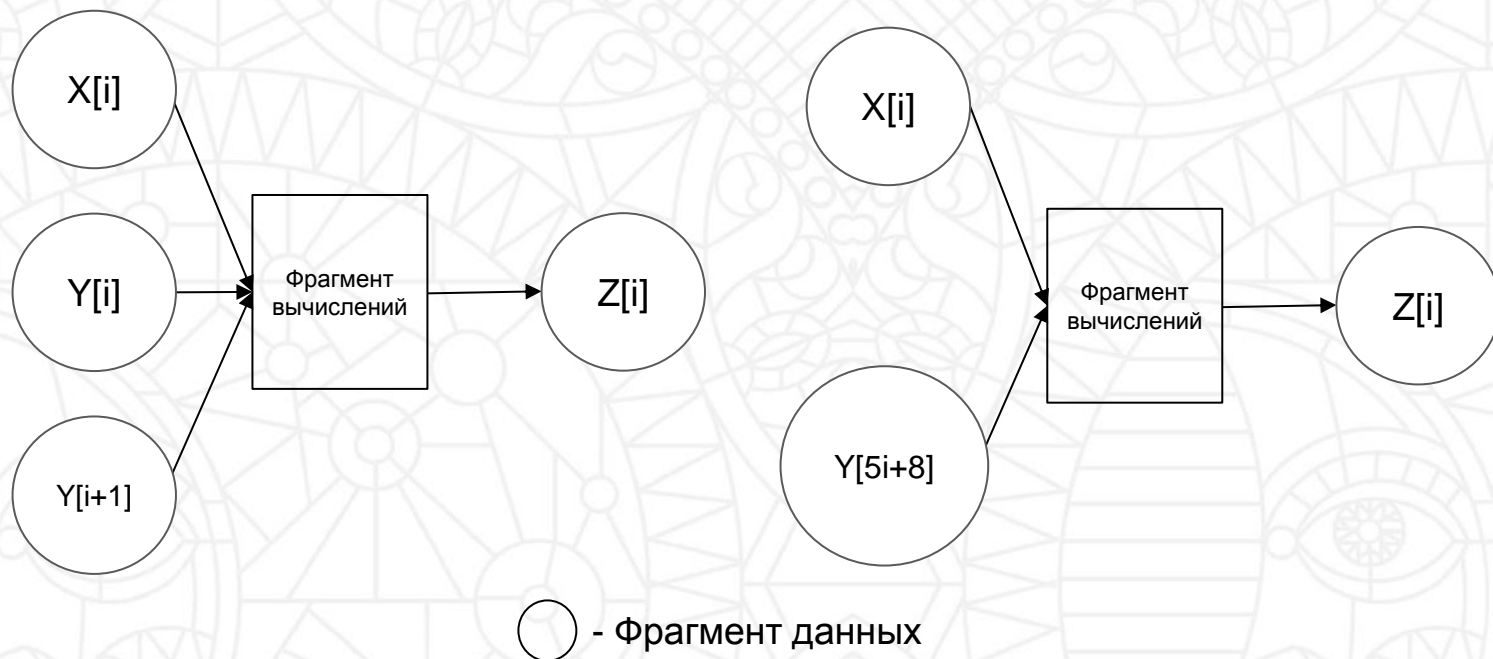 X[i]
Y[i]
Y[i+1]
Фрагмент
вычислений
Z[i]
X[i]
Y[5i+8]
Фрагмент
вычислений
Z[i]
- Фрагмент данных